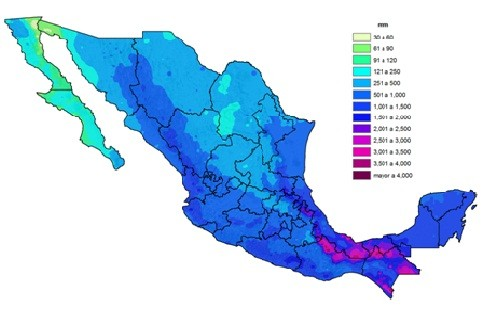 mm
30 a 60
61 a 90
91 a 120
121 a 250
251 a 500
501 a 1,000
1,001 a 1,500
1,501 a 2,000
2,001 a 2,500
2,501 a 3,000
3,001 a 3,500
3,501 a 4,000
mayor a 4,000